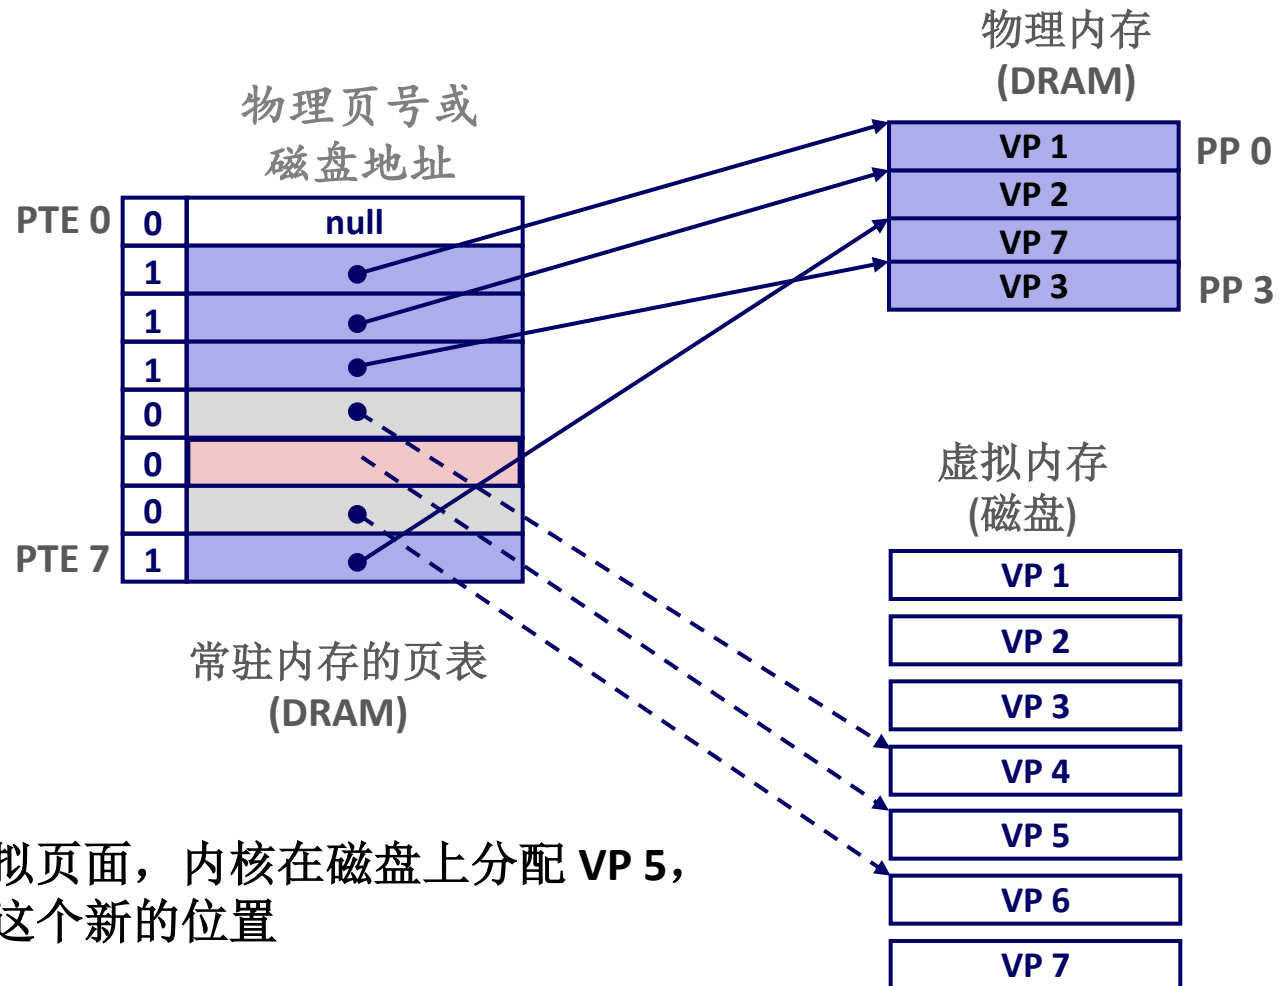 物理内存
(DRAM)
物理页号或
磁盘地址
VP 1
PP 0
VP 2
VP 7
VP 3
PP 3
PTE 0
0
null
1
1
1
0
0
0
PTE 7
1
常驻内存的页表
(DRAM)
虚拟内存
(磁盘)
VP 1
VP 2
VP 3
VP 4
VP 5
VP 6
VP 7
拟页面，内核在磁盘上分配 VP 5，
这个新的位置